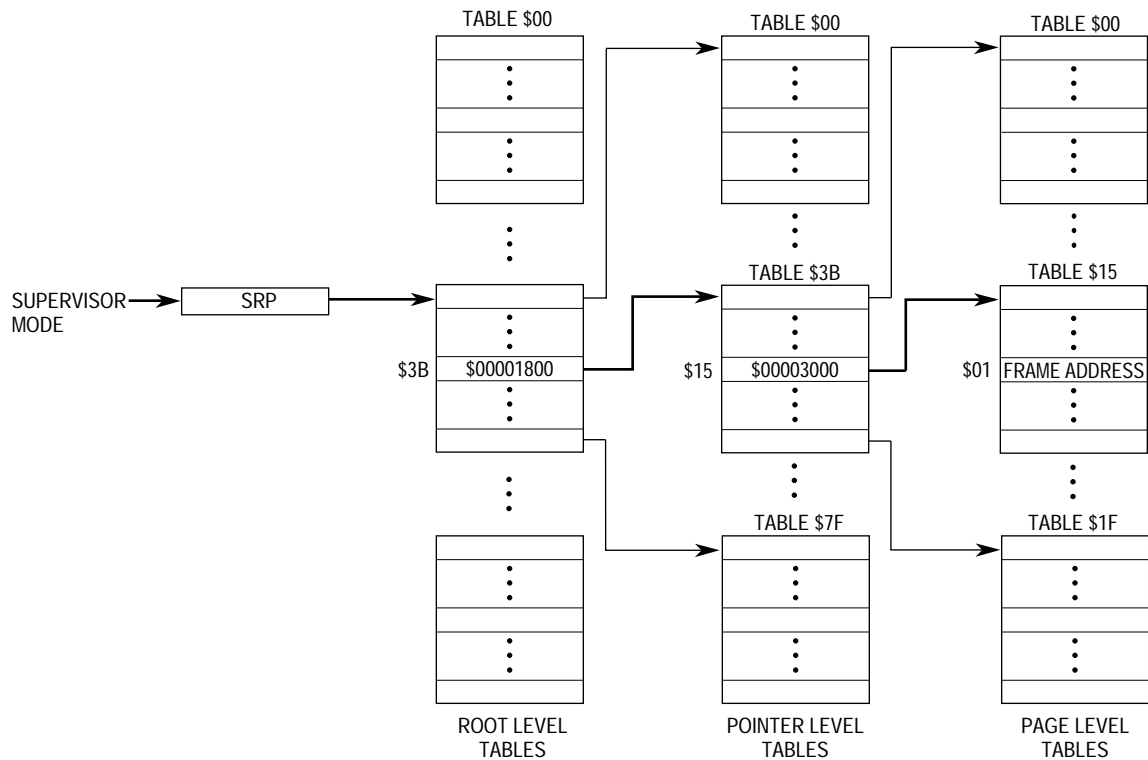 TABLE $00
TABLE $00
TABLE $00
TABLE $3B
TABLE $15
SUPERVISOR
MODE
SRP
$3B
$00001800
$15
$00003000
$01
FRAME ADDRESS
TABLE $7F
TABLE $1F
ROOT LEVEL
TABLES
POINTER LEVEL
TABLES
PAGE LEVEL
TABLES